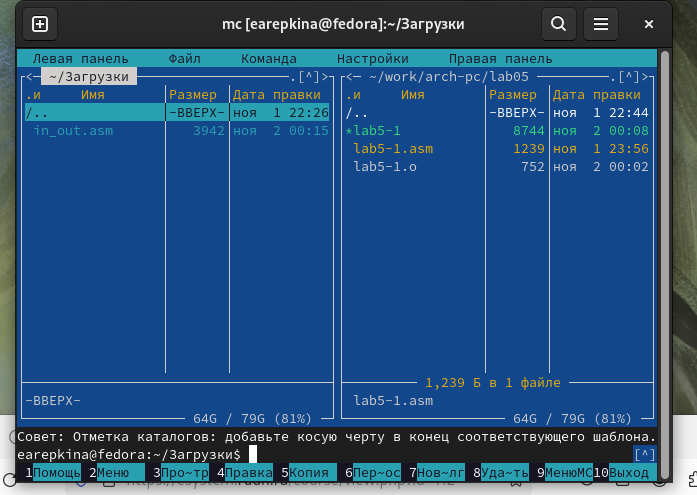 mc [earepkina@fedora]:~/Загрузки
Левая панель Файл Команда Настройки Правая панель
<─ ~/Загрузки .[^]> <─ ~/work/arch-pc/lab05 .[^]>
.и Имя Размер Дата правки .и Имя Размер Дата правки
/.. -ВВЕРХ- ноя 1 22:26 /.. -ВВЕРХ- ноя 1 22:44
in_out.asm 3942 ноя 2 00:15 *lab5-1 8744 ноя 2 00:08
lab5-1.asm 1239 ноя 1 23:56
lab5-1.o 752 ноя 2 00:02
1,239 Б в 1 файле
-ВВЕРХ- lab5-1.asm
64G / 79G (81%) 64G / 79G (81%)
Совет: Отметка каталогов: добавьте косую черту в конец соответствующего шаблона.
earepkina@fedora:~/Загрузки$ [^]
1Помощь 2Меню 3Про~тр 4Правка 5Копия 6Пер~ос 7Нов~лг 8Уда~ть 9МенюMC 10Выход